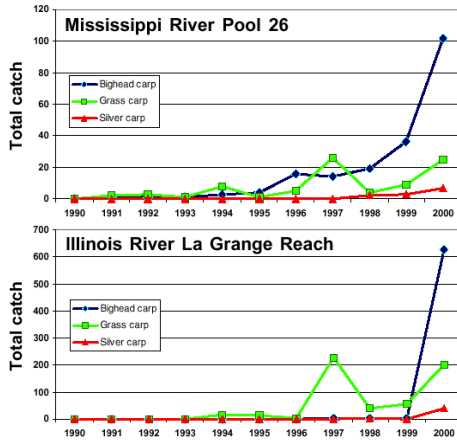 Mississippi River Pool 26
Total catch
120
100
80
60
40
20
0
Bighead carp
Grass carp
Silver carp
1990 1991 1992 1993 1994 1995 1996 1997 1998 1999 2000
Illinois River La Grange Reach
Total catch
700
600
500
400
300
200
100
0
Bighead carp
Grass carp
Silver carp
1990 1991 1992 1993 1994 1995 1996 1997 1998 1999 2000